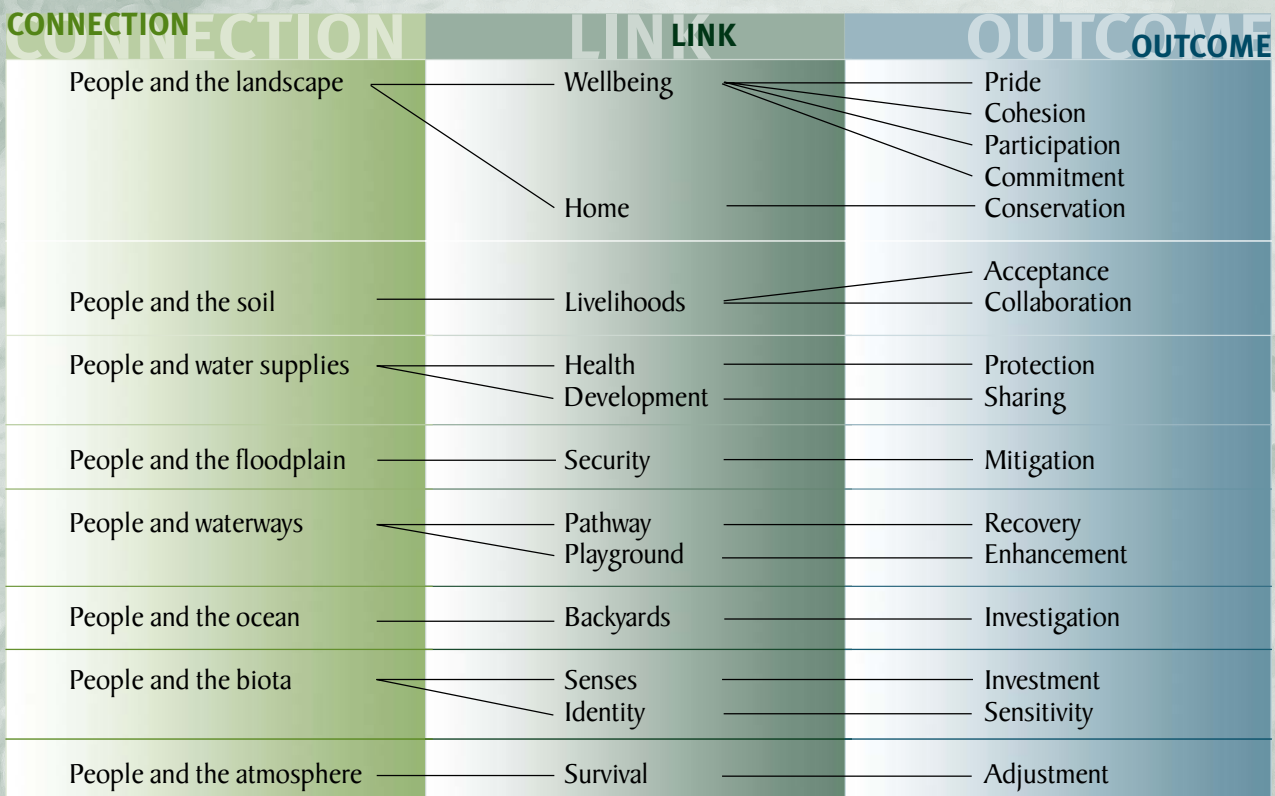 CONNECTION LINK OUTCOME
CONNECTION LINK OUTCOME
People and the landscape Wellbeing Pride
Cohesion
Participation
Commitment
Home Conservation
Acceptance
People and the soil Livelihoods Collaboration
People and water supplies Health Protection
Development Sharing
People and the floodplain Security Mitigation
People and waterways Pathway Recovery
Playground Enhancement
People and the ocean Backyards Investigation
People and the biota Senses Investment
Identity Sensitivity
People and the atmosphere Survival Adjustment